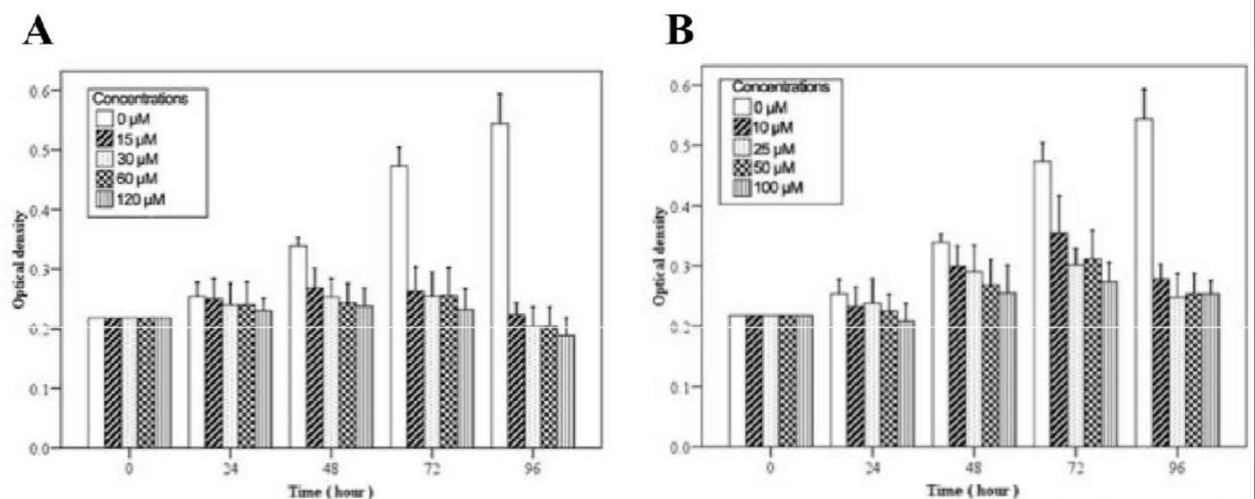 A
Concentrations
0 µM
15 µM
30 µM
60 µM
120 µM
Optical density
0.6
0.5
0.4
0.3
0.2
0.1
0.0
0
24
48
72
96
Time ( hour )
B
Concentrations
0 µM
10 µM
25 µM
50 µM
100 µM
Optical density
0.6
0.5
0.4
0.3
0.2
0.1
0.0
0
24
48
72
96
Time ( hour )